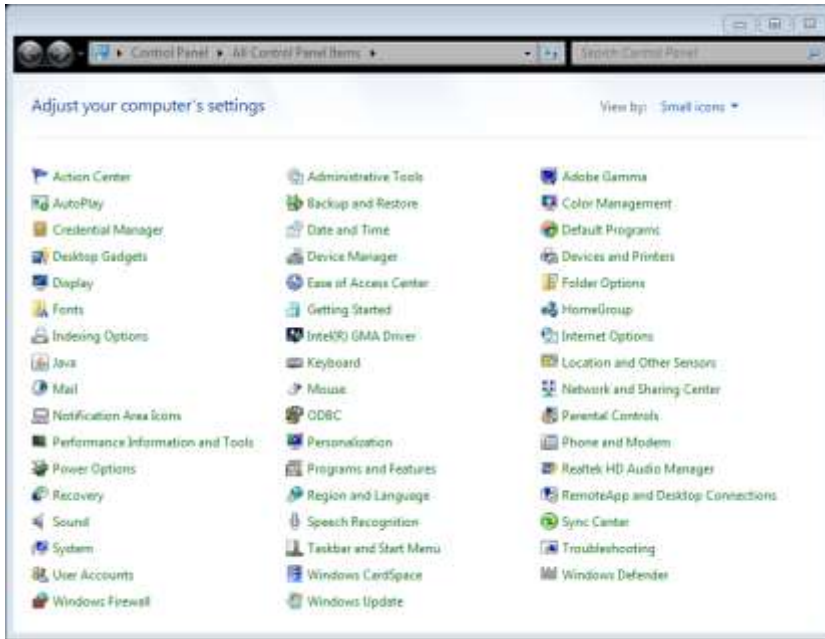 Control Panel ▸ All Control Panel Items ▸ Search Control Panel
Adjust your computer's settings View by: Small icons
Action Center Administrative Tools Adobe Gamma
AutoPlay Backup and Restore Color Management
Credential Manager Date and Time Default Programs
Desktop Gadgets Device Manager Devices and Printers
Display Ease of Access Center Folder Options
Fonts Getting Started HomeGroup
Indexing Options Intel(R) GMA Driver Internet Options
Java Keyboard Location and Other Sensors
Mail Mouse Network and Sharing Center
Notification Area Icons ODBC Parental Controls
Performance Information and Tools Personalization Phone and Modem
Power Options Programs and Features Realtek HD Audio Manager
Recovery Region and Language RemoteApp and Desktop Connections
Sound Speech Recognition Sync Center
System Taskbar and Start Menu Troubleshooting
User Accounts Windows CardSpace Windows Defender
Windows Firewall Windows Update